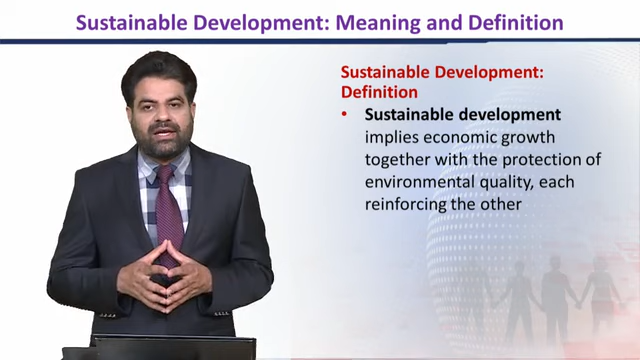 Sustainable Development: Meaning and Definition
Sustainable Development:
Definition
• Sustainable development
implies economic growth
together with the protection of
environmental quality, each
reinforcing the other